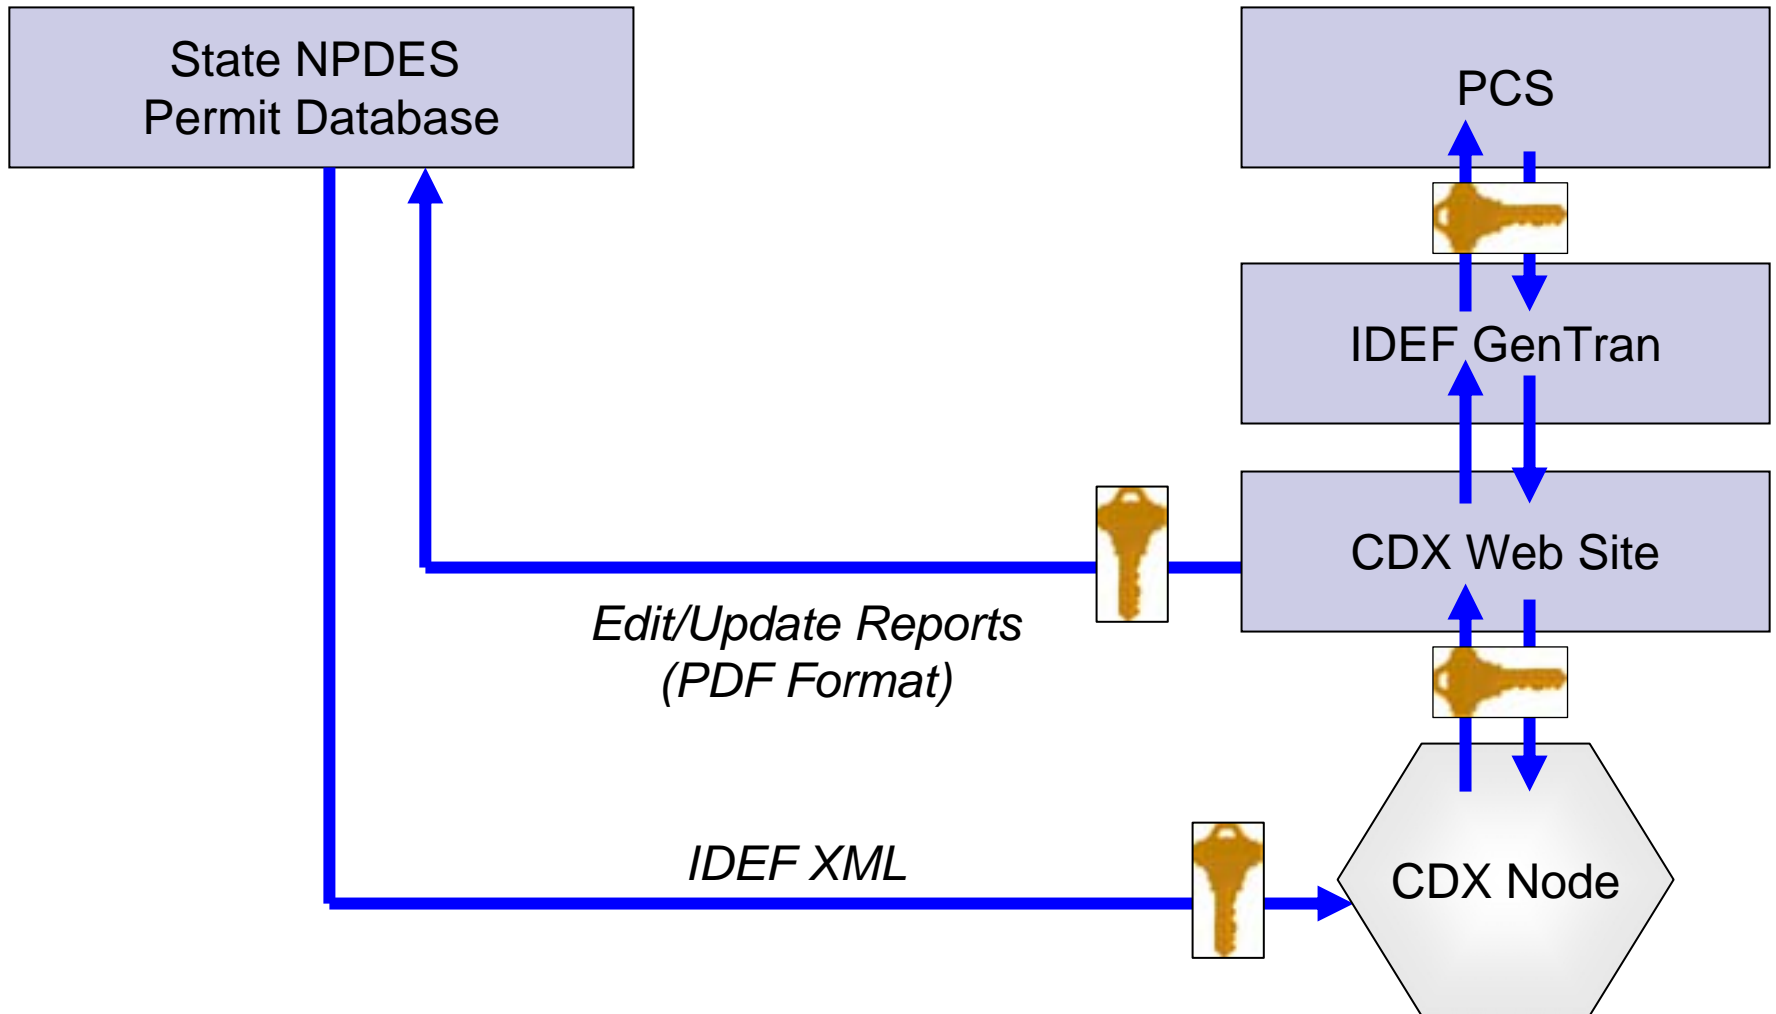 State NPDES
Permit Database
PCS
IDEF GenTran
CDX Web Site
Edit/Update Reports
(PDF Format)
IDEF XML
CDX Node